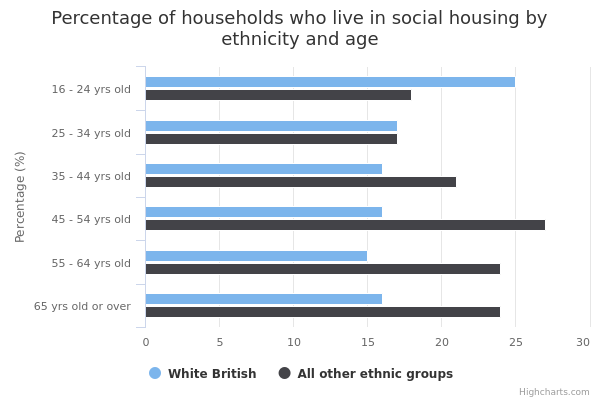 Percentage of households who live in social housing by
ethnicity and age
Percentage (%)
16 - 24 yrs old
25 - 34 yrs old
35 - 44 yrs old
45 - 54 yrs old
55 - 64 yrs old
65 yrs old or over
0 5 10 15 20 25 30
White British All other ethnic groups
Highcharts.com